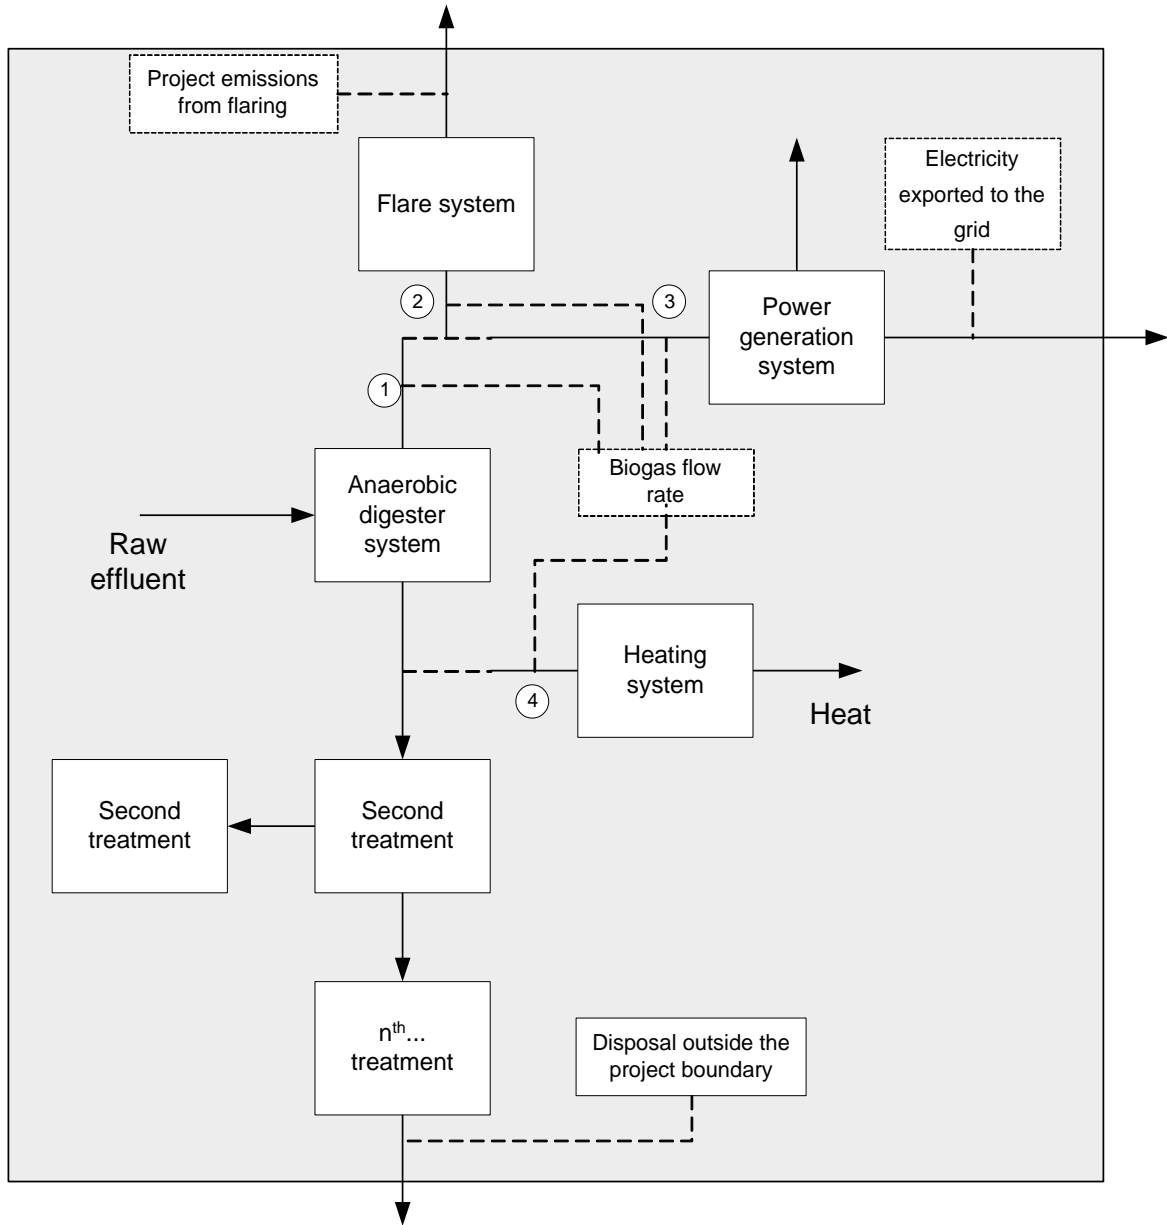 Project emissions
from flaring
Flare system
Electricity
exported to the
grid
2
3
Power
generation
system
1
Biogas flow
rate
Anaerobic
digester
system
Raw
effluent
Heating
system
4
Heat
Second
treatment
Second
treatment
nth...
treatment
Disposal outside the
project boundary